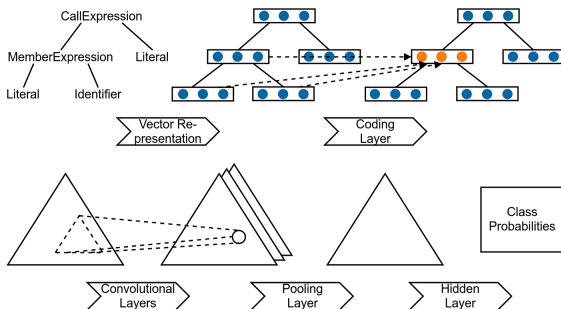 CallExpression
MemberExpression
Literal
Literal
Identifier
Vector Re-
presentation
Coding
Layer
Class
Probabilities
Convolutional
Layers
Pooling
Layer
Hidden
Layer